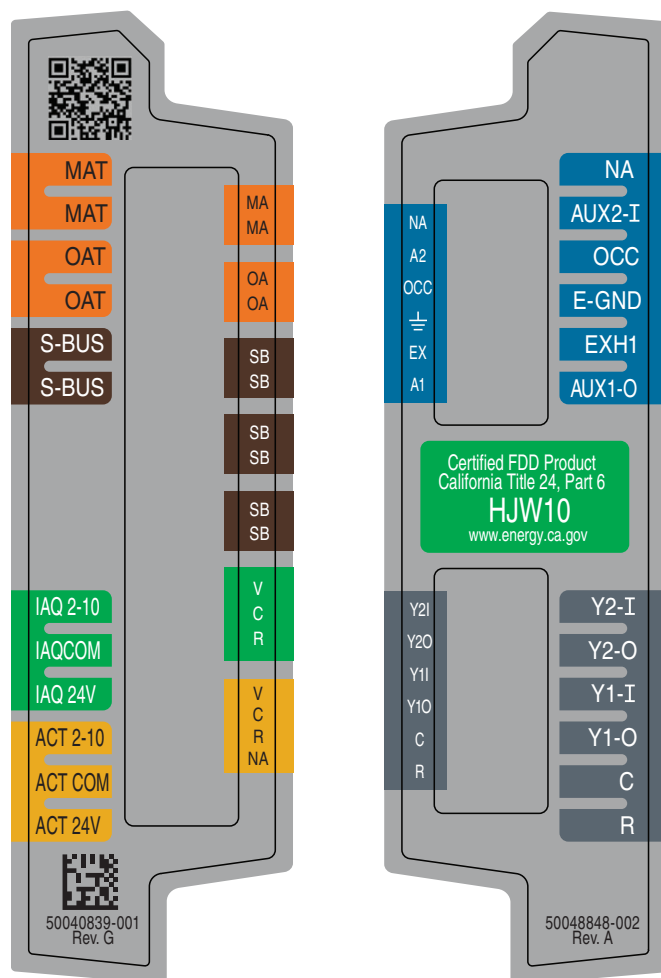 MAT
MAT
OAT
OAT
S-BUS
S-BUS
IAQ 2-10
IAQCOM
IAQ 24V
ACT 2-10
ACT COM
ACT 24V
50040839-001
Rev. G
MA
MA
OA
OA
SB
SB
SB
SB
SB
SB
V
C
R
V
C
R
NA
NA
A2
OCC
EX
A1
Y2I
Y2O
Y1I
Y1O
C
R
Certified FDD Product
California Title 24, Part 6
HJW10
www.energy.ca.gov
NA
AUX2-I
OCC
E-GND
EXH1
AUX1-O
Y2-I
Y2-O
Y1-I
Y1-O
C
R
50048848-002
Rev. A